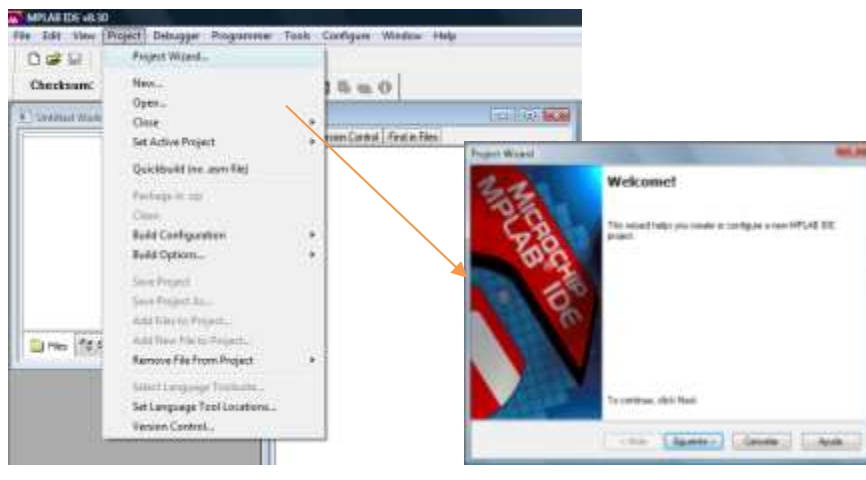 MPLAB IDE v8.30
File Edit View Project Debugger Programmer Tools Configure Window Help
Checksum:
Project Wizard...
New...
Open...
Close
Set Active Project
Quickbuild (no .asm file)
Package in .zip
Clean
Build Configuration
Build Options...
Save Project
Save Project As...
Add Files to Project...
Add New File to Project...
Remove File From Project
Select Language Toolsuite...
Set Language Tool Locations...
Version Control...
Untitled Work
Version Control Find in Files
Files
Project Wizard
MICROCHIP
MPLAB IDE
Welcome!
This wizard helps you create or configure a new MPLAB IDE
project.
To continue, click Next
< Atrás Siguiente > Cancelar Ayuda